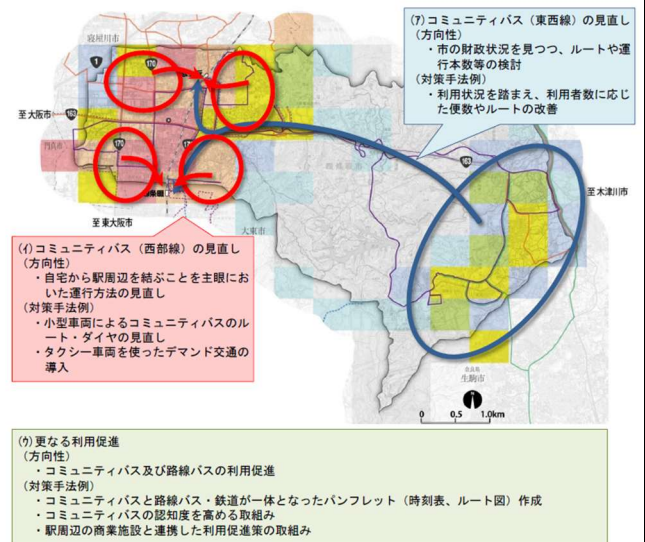 (ｱ)コミュニティバス（東西線）の見直し
（方向性）
・市の財政状況を見つつ、ルートや運
行本数等の検討
（対策手法例）
・利用状況を踏まえ、利用者数に応じ
た便数やルートの改善
寝屋川市
1
170
至大阪市
163
門真市
170
163
至木津川市
至東大阪市
大東市
(ｲ)コミュニティバス（西部線）の見直し
（方向性）
・自宅から駅周辺を結ぶことを主眼にお
いた運行方法の見直し
（対策手法例）
・小型車両によるコミュニティバスのル
ート・ダイヤの見直し
・タクシー車両を使ったデマンド交通の
導入
奈良県
生駒市
0 0.5 1.0km
(ｳ)更なる利用促進
（方向性）
・コミュニティバス及び路線バスの利用促進
（対策手法例）
・コミュニティバスと路線バス・鉄道が一体となったパンフレット（時刻表、ルート図）作成
・コミュニティバスの認知度を高める取組み
・駅周辺の商業施設と連携した利用促進策の取組み